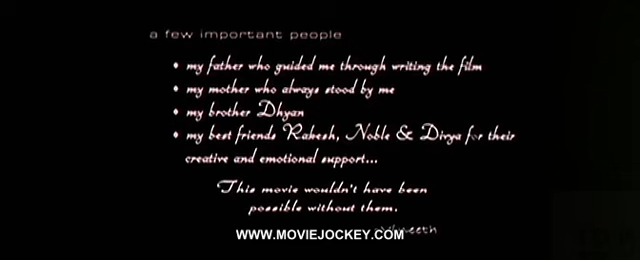 a few important people
• my father who guided me through writing the film
• my mother who always stood by me
• my brother Dhyan
• my best friends Rakesh, Noble & Divya for their
creative and emotional support...
This movie wouldn't have been
possible without them.
WWW.MOVIEJOCKEY.COM